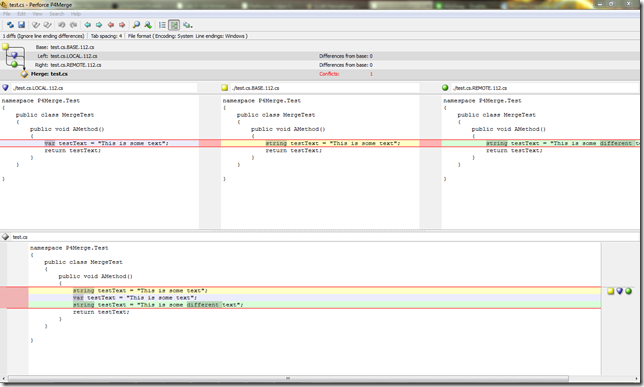 test.cs - Perforce P4Merge
File Edit View Search Help
1 diffs (Ignore line ending differences) Tab spacing: 4 File format ( Encoding: System Line endings: Windows )
Base: test.cs.BASE.112.cs
Left: test.cs.LOCAL.112.cs Differences from base: 0
Right: test.cs.REMOTE.112.cs Differences from base: 0
Merge: test.cs Conflicts: 1
./test.cs.LOCAL.112.cs
namespace P4Merge.Test
{
public class MergeTest
{
public void AMethod()
{
var testText = "This is some text";
return testText;
}
}
}
./test.cs.BASE.112.cs
namespace P4Merge.Test
{
public class MergeTest
{
public void AMethod()
{
string testText = "This is some text";
return testText;
}
}
}
./test.cs.REMOTE.112.cs
namespace P4Merge.Test
{
public class MergeTest
{
public void AMethod()
{
string testText = "This is some different t
return testText;
}
}
}
test.cs
namespace P4Merge.Test
{
public class MergeTest
{
public void AMethod()
{
string testText = "This is some text";
var testText = "This is some text";
string testText = "This is some different text";
return testText;
}
}
}